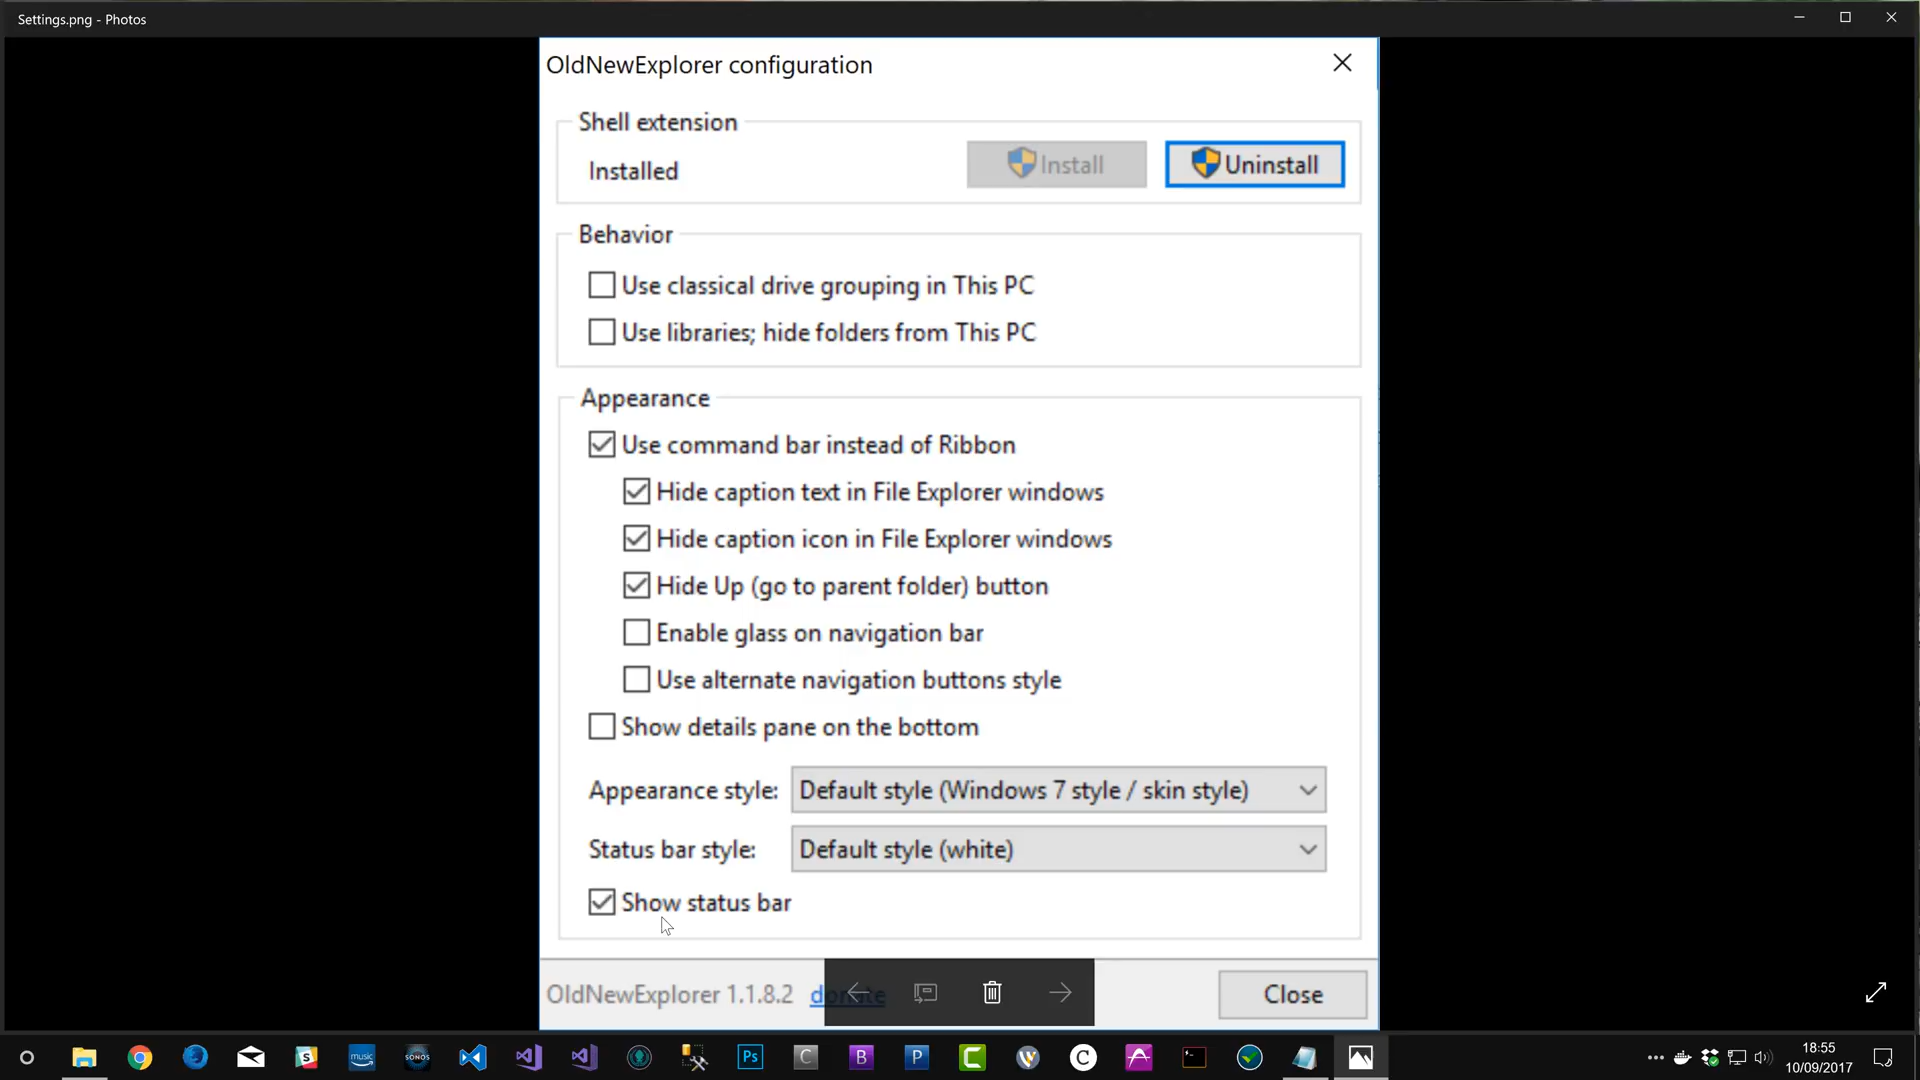 Settings.png - Photos
OldNewExplorer configuration
Shell extension
Installed
Install
Uninstall
Behavior
Use classical drive grouping in This PC
Use libraries; hide folders from This PC
Appearance
Use command bar instead of Ribbon
Hide caption text in File Explorer windows
Hide caption icon in File Explorer windows
Hide Up (go to parent folder) button
Enable glass on navigation bar
Use alternate navigation buttons style
Show details pane on the bottom
Appearance style: Default style (Windows 7 style / skin style)
Status bar style: Default style (white)
Show status bar
OldNewExplorer 1.1.8.2 donate
Close
music
SONOS
Ps
C
B
P
C
C
18:55
10/09/2017